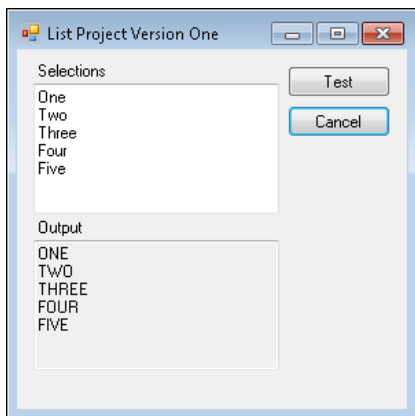 List Project Version One
Selections
One
Two
Three
Four
Five
Test
Cancel
Output
ONE
TWO
THREE
FOUR
FIVE